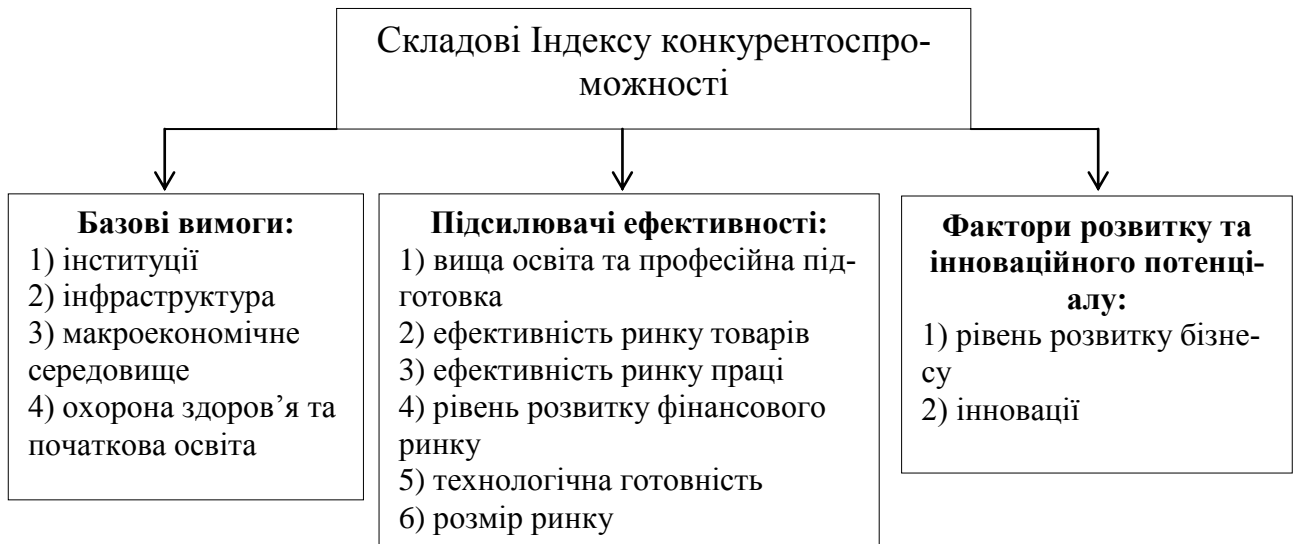 Складові Індексу конкурентоспро-
можності
Базові вимоги:
1) інституції
2) інфраструктура
3) макроекономічне
середовище
4) охорона здоров’я та
початкова освіта
Підсилювачі ефективності:
1) вища освіта та професійна під-
готовка
2) ефективність ринку товарів
3) ефективність ринку праці
4) рівень розвитку фінансового
ринку
5) технологічна готовність
6) розмір ринку
Фактори розвитку та
інноваційного потенці-
алу:
1) рівень розвитку бізне-
су
2) інновації